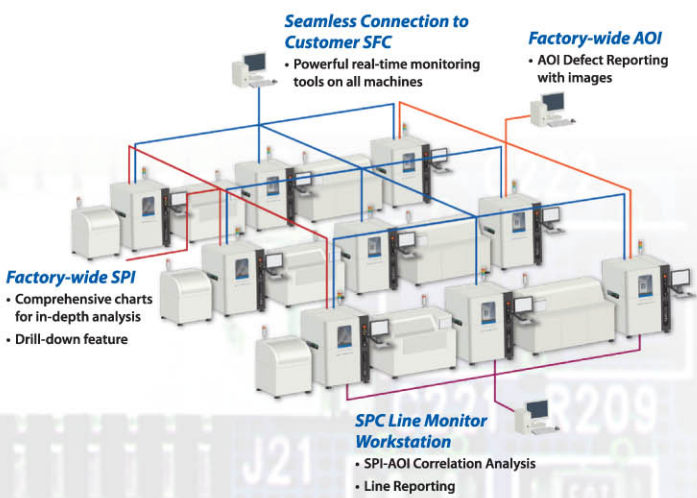 Seamless Connection to
Customer SFC
• Powerful real-time monitoring
tools on all machines
Factory-wide AOI
• AOI Defect Reporting
with images
Factory-wide SPI
• Comprehensive charts
for in-depth analysis
• Drill-down feature
SPC Line Monitor
Workstation
• SPI-AOI Correlation Analysis
• Line Reporting
J21
R209